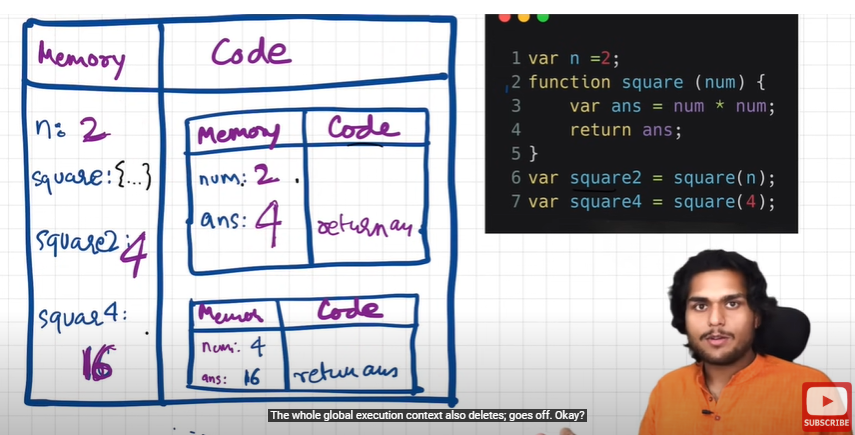 Memory
Code
n: 2
square: {...}
square2: 4
squar4:
16
Memory
Code
num: 2
ans: 4
return an
Memor
Code
num: 4
ans: 16
return ans
1 var n =2;
2 function square (num) {
3 var ans = num * num;
4 return ans;
5 }
6 var square2 = square(n);
7 var square4 = square(4);
The whole global execution context also deletes; goes off. Okay?
SUBSCRIBE